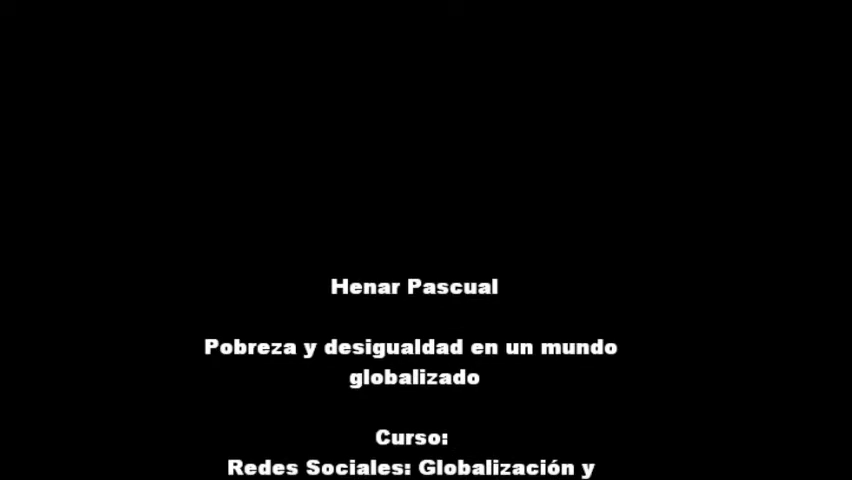 Henar Pascual
Pobreza y desigualdad en un mundo
globalizado
Curso:
Redes Sociales: Globalización y